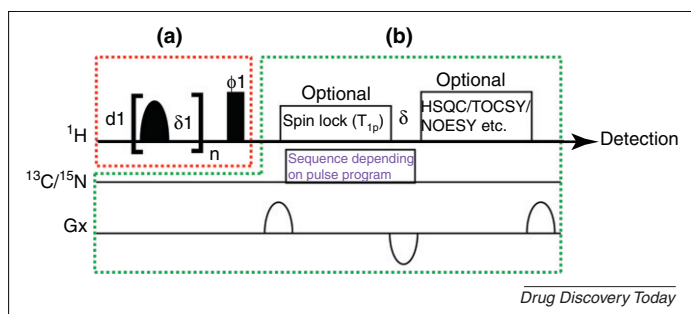 (a)
(b)
d1
δ1
n
ϕ1
Optional
Spin lock (T1p)
δ
Optional
HSQC/TOCSY/
NOESY etc.
1H
Detection
Sequence depending
on pulse program
13C/15N
Gx
Drug Discovery Today